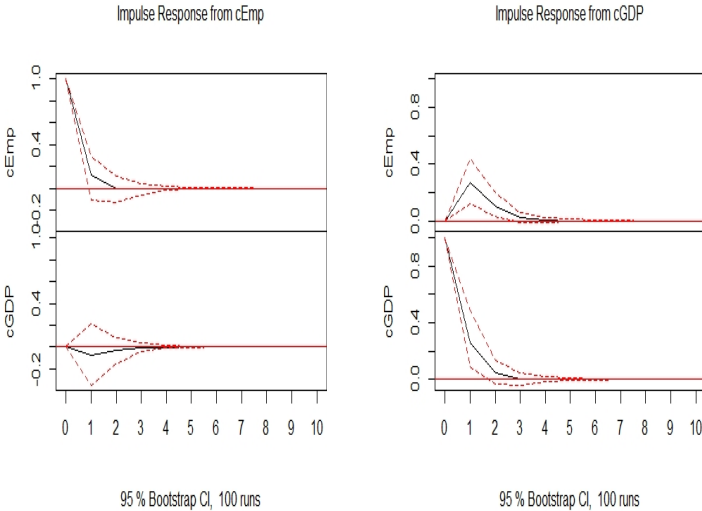 Impulse Response from cEmp
Impulse Response from cGDP
cEmp
1.0
0.4
-0.2
cGDP
1.0
0.4
-0.2
0 1 2 3 4 5 6 7 8 9 10
95 % Bootstrap CI, 100 runs
cEmp
0.8
0.4
0.0
cGDP
0.8
0.4
0.0
0 1 2 3 4 5 6 7 8 9 10
95 % Bootstrap CI, 100 runs